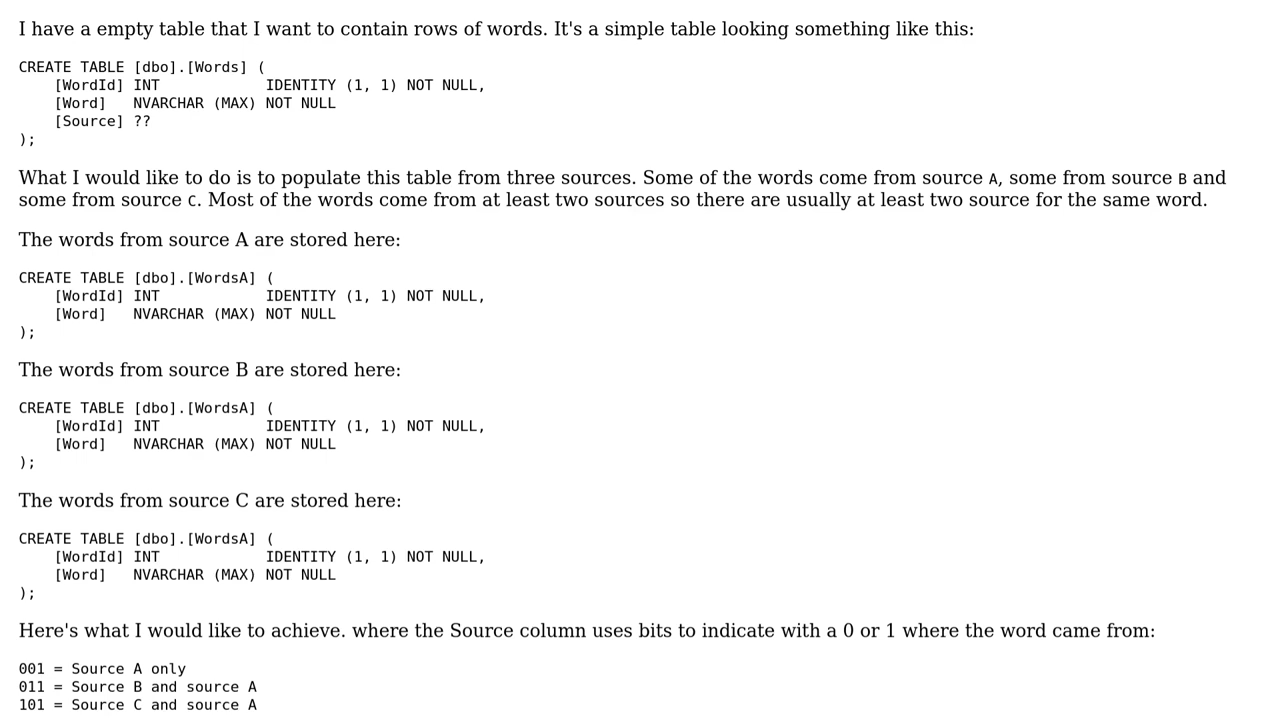 I have a empty table that I want to contain rows of words. It's a simple table looking something like this:
CREATE TABLE [dbo].[Words] (
    [WordId] INT            IDENTITY (1, 1) NOT NULL,
    [Word]   NVARCHAR (MAX) NOT NULL
    [Source] ??
);
What I would like to do is to populate this table from three sources. Some of the words come from source A, some from source B and
some from source C. Most of the words come from at least two sources so there are usually at least two source for the same word.
The words from source A are stored here:
CREATE TABLE [dbo].[WordsA] (
    [WordId] INT            IDENTITY (1, 1) NOT NULL,
    [Word]   NVARCHAR (MAX) NOT NULL
);
The words from source B are stored here:
CREATE TABLE [dbo].[WordsA] (
    [WordId] INT            IDENTITY (1, 1) NOT NULL,
    [Word]   NVARCHAR (MAX) NOT NULL
);
The words from source C are stored here:
CREATE TABLE [dbo].[WordsA] (
    [WordId] INT            IDENTITY (1, 1) NOT NULL,
    [Word]   NVARCHAR (MAX) NOT NULL
);
Here's what I would like to achieve. where the Source column uses bits to indicate with a 0 or 1 where the word came from:
001 = Source A only
011 = Source B and source A
101 = Source C and source A